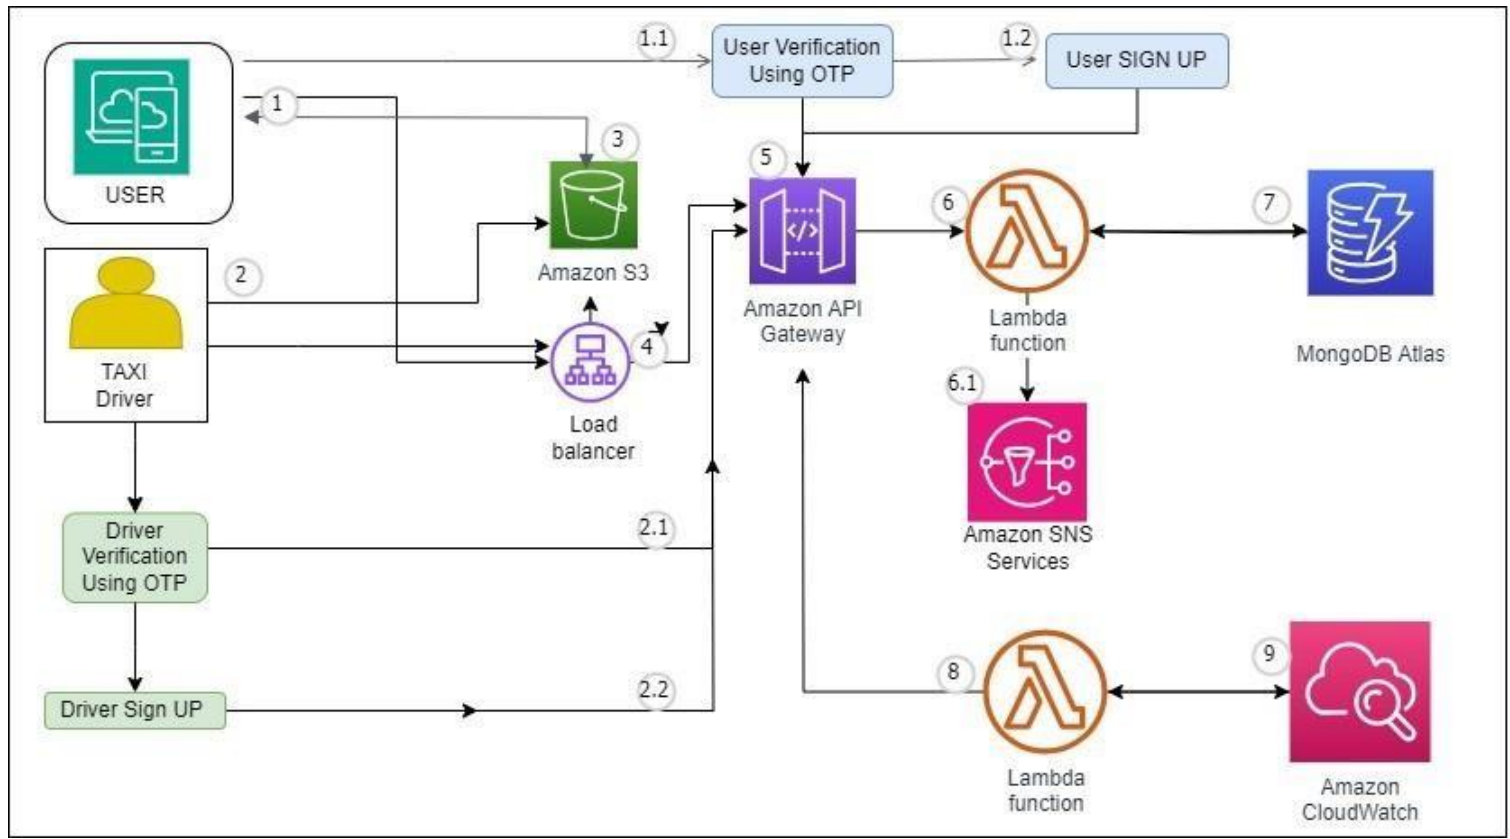 1.1
User Verification
Using OTP
1.2
User SIGN UP
1
USER
3
5
6
7
2
Amazon S3
Amazon API
Gateway
Lambda
function
MongoDB Atlas
4
TAXI
Driver
Load
balancer
6.1
Amazon SNS
Services
Driver
Verification
Using OTP
2.1
Driver Sign UP
2.2
8
9
Lambda
function
Amazon
CloudWatch